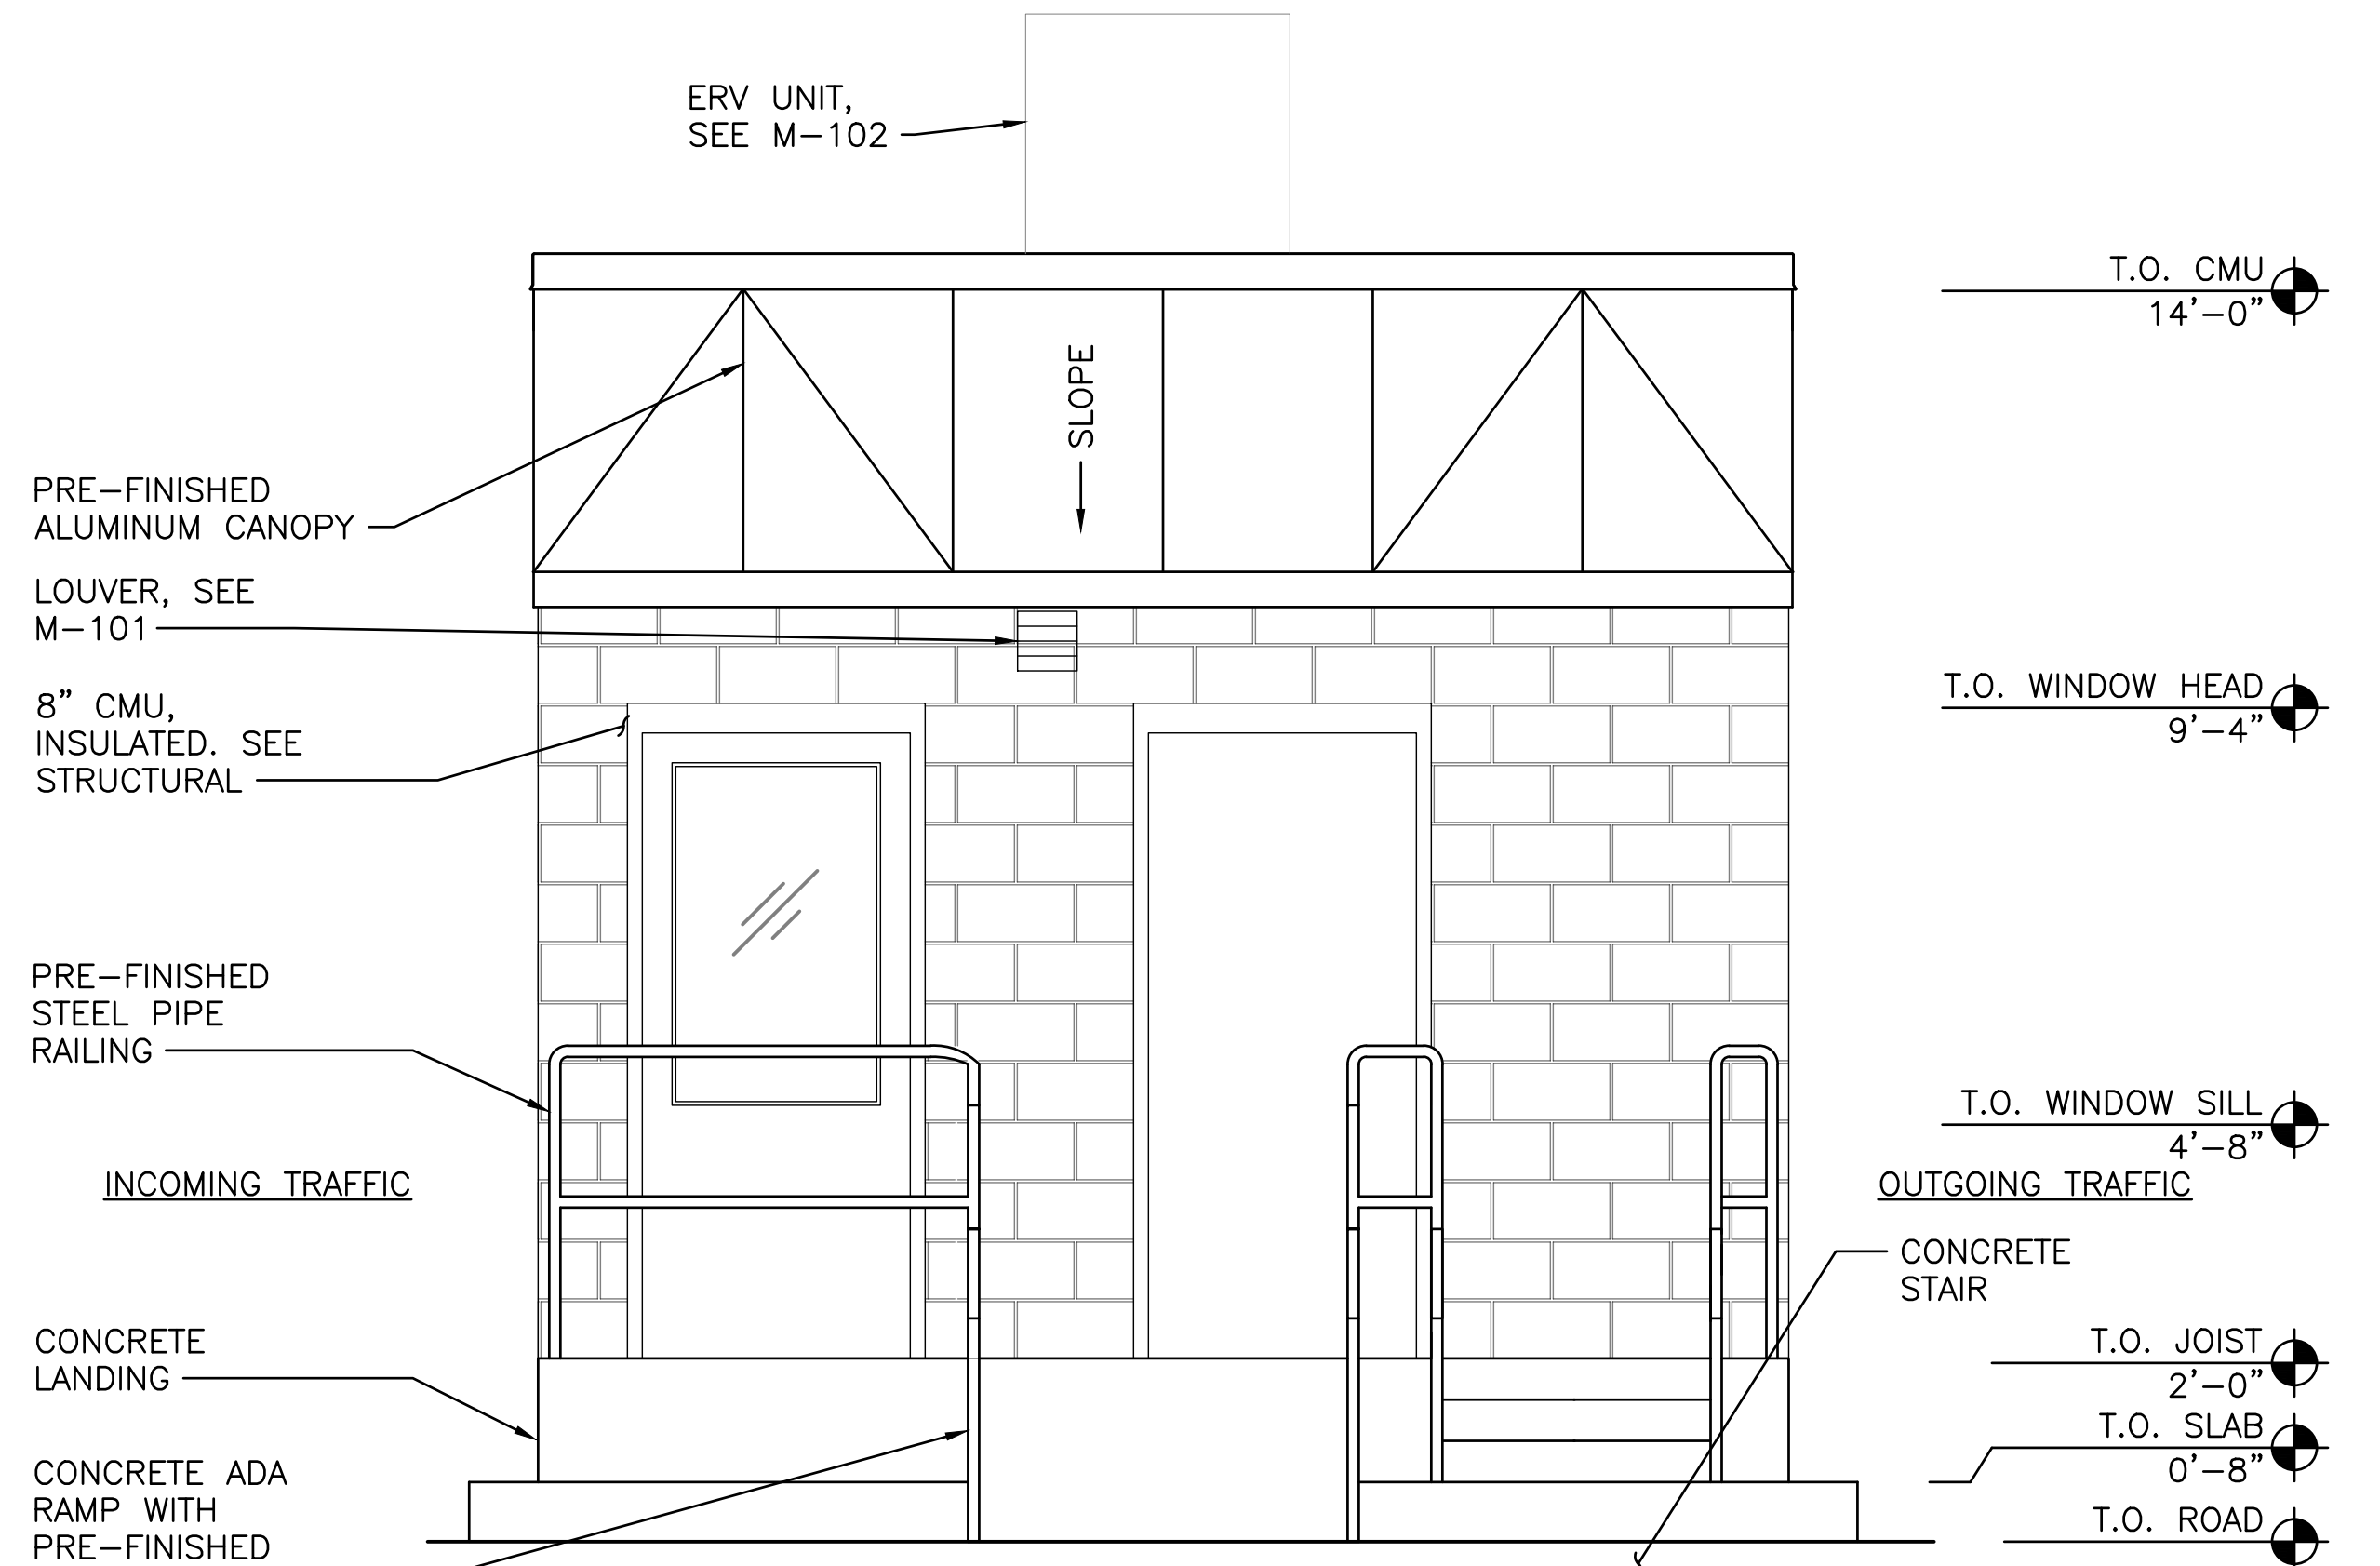 ERV UNIT,
SEE M-102
T.O. CMU
14'-0"
SLOPE
PRE-FINISHED
ALUMINUM CANOPY
LOUVER, SEE
M-101
T.O. WINDOW HEAD
9'-4"
8" CMU,
INSULATED. SEE
STRUCTURAL
PRE-FINISHED
STEEL PIPE
RAILING
T.O. WINDOW SILL
4'-8"
INCOMING TRAFFIC
OUTGOING TRAFFIC
CONCRETE
STAIR
CONCRETE
LANDING
T.O. JOIST
2'-0"
T.O. SLAB
0'-8"
CONCRETE ADA
RAMP WITH
PRE-FINISHED
T.O. ROAD